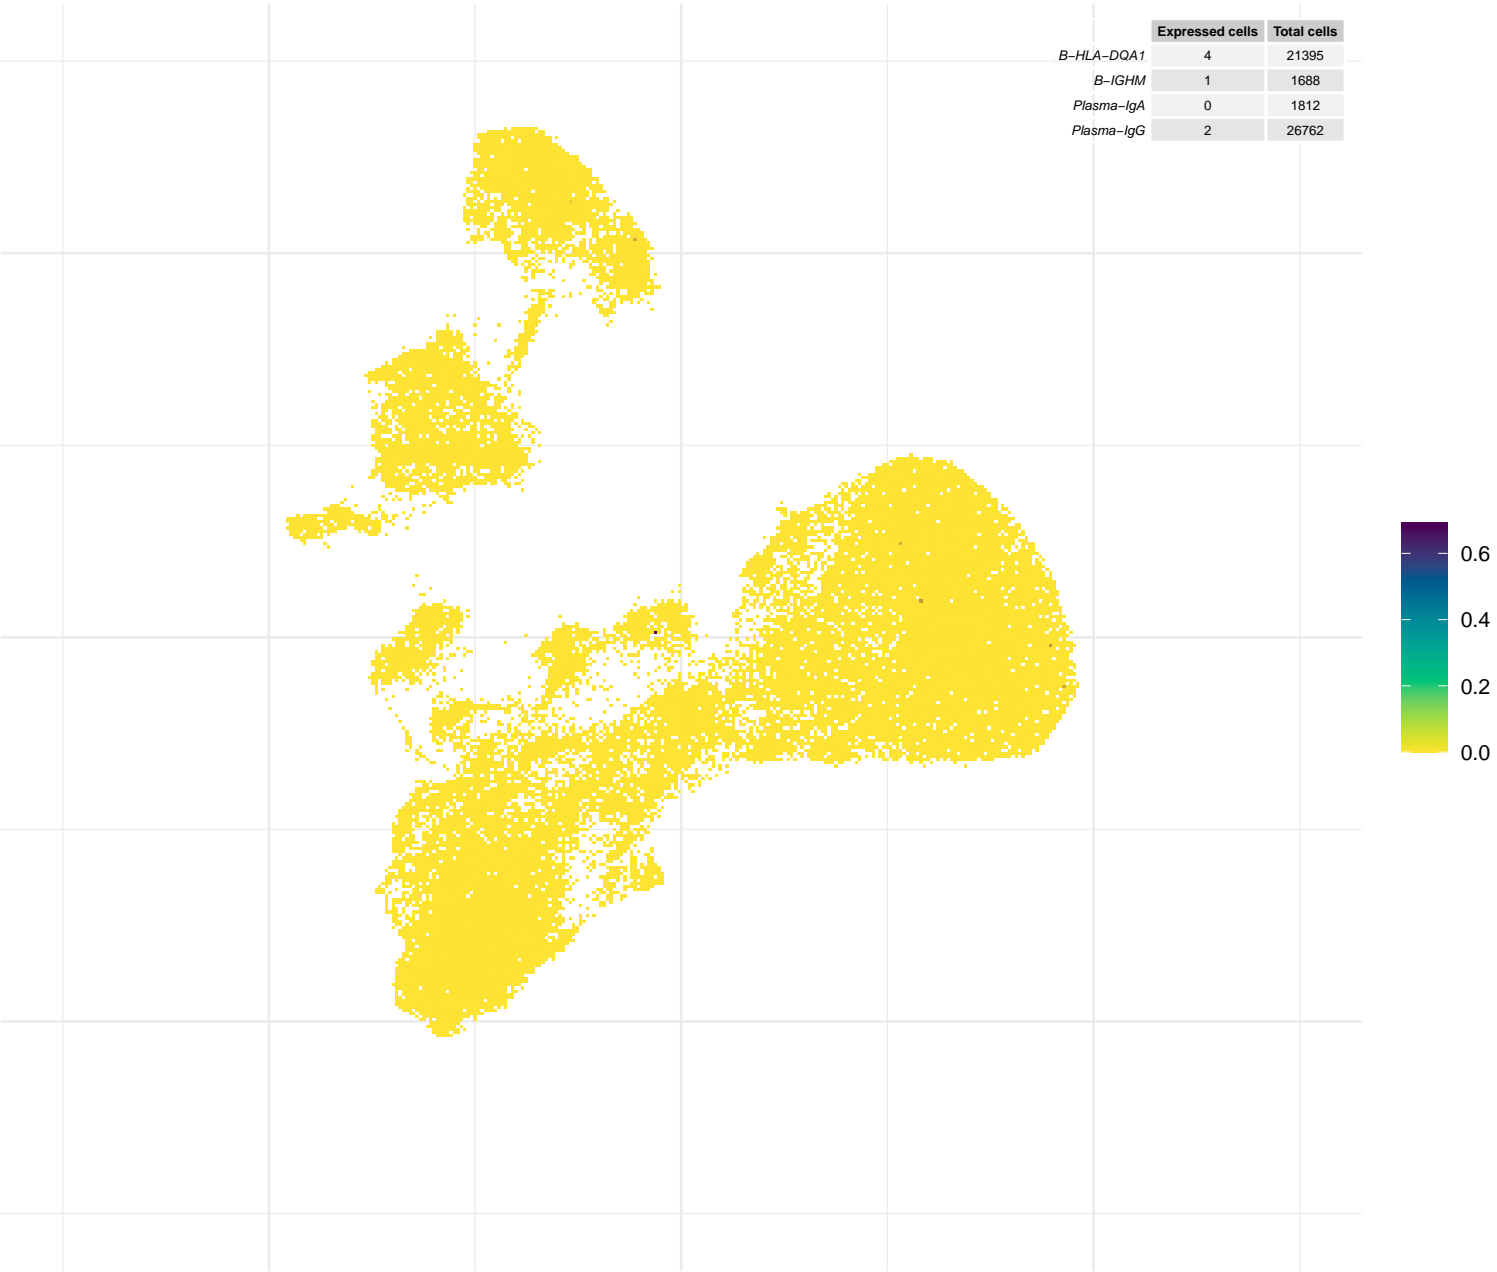 Expressed cells Total cells
B−HLA−DQA1 4 21395
B−IGHM 1 1688
Plasma−IgA 0 1812
Plasma−IgG 2 26762
0.6
0.4
0.2
0.0